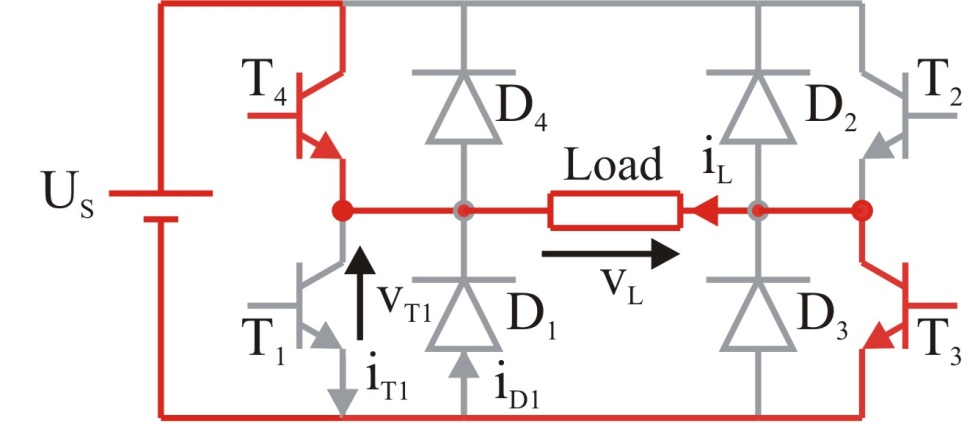 T4
D4
D2
T2
Load
iL
US
vL
vT1
D1
D3
T1
iT1
iD1
T3